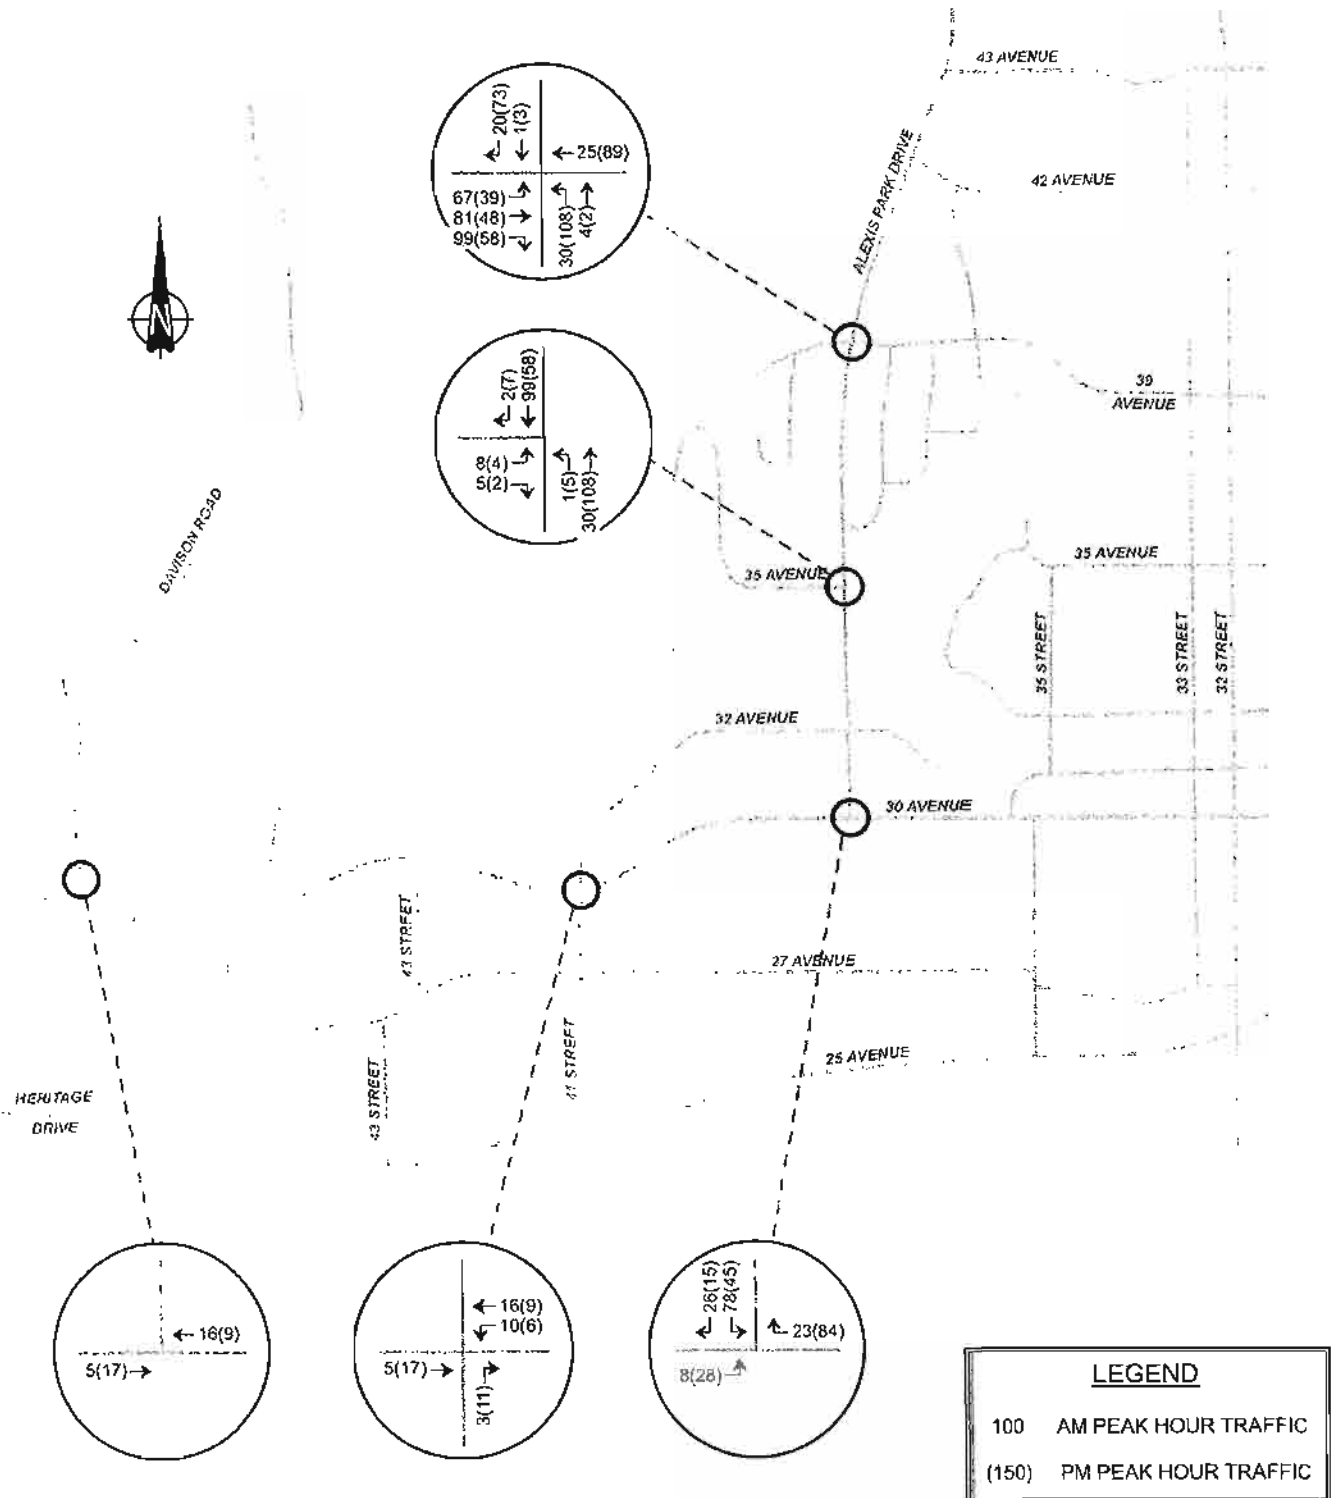 43 AVENUE
20(73)
1(3)
25(89)
67(39)
81(48)
99(58)
30(108)
4(2)
ALEXIS PARK DRIVE
42 AVENUE
N
2(7)
99(58)
8(4)
5(2)
1(5)
30(108)
39
AVENUE
DAVISON ROAD
35 AVENUE
35 AVENUE
35 STREET
33 STREET
32 STREET
32 AVENUE
30 AVENUE
43 STREET
27 AVENUE
41 STREET
25 AVENUE
43 STREET
HERITAGE
DRIVE
16(9)
5(17)
16(9)
10(6)
5(17)
3(11)
26(15)
78(45)
23(84)
8(28)
LEGEND
100 AM PEAK HOUR TRAFFIC
(150) PM PEAK HOUR TRAFFIC